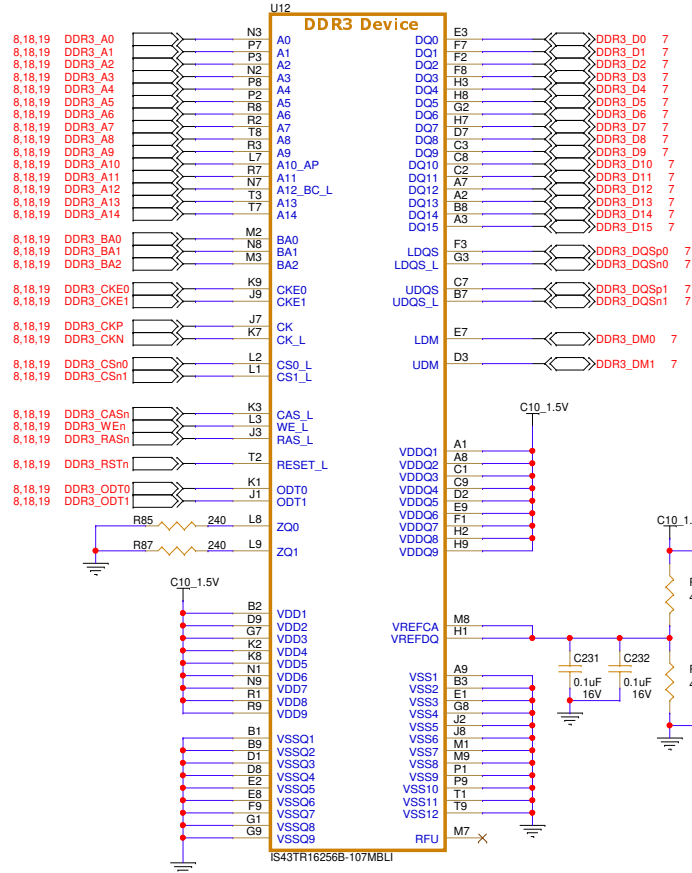 U12
DDR3 Device
8,18,19 DDR3_A0 N3 A0 DQ0 E3 DDR3_D0 7
8,18,19 DDR3_A1 P7 A1 DQ1 F7 DDR3_D1 7
8,18,19 DDR3_A2 P3 A2 DQ2 F2 DDR3_D2 7
8,18,19 DDR3_A3 N2 A3 DQ3 F8 DDR3_D3 7
8,18,19 DDR3_A4 P8 A4 DQ4 H3 DDR3_D4 7
8,18,19 DDR3_A5 P2 A5 DQ5 H8 DDR3_D5 7
8,18,19 DDR3_A6 R8 A6 DQ6 G2 DDR3_D6 7
8,18,19 DDR3_A7 R2 A7 DQ7 H7 DDR3_D7 7
8,18,19 DDR3_A8 T8 A8 DQ8 D7 DDR3_D8 7
8,18,19 DDR3_A9 R3 A9 DQ9 C3 DDR3_D9 7
8,18,19 DDR3_A10 L7 A10_AP DQ10 C8 DDR3_D10 7
8,18,19 DDR3_A11 R7 A11 DQ11 C2 DDR3_D11 7
8,18,19 DDR3_A12 N7 A12_BC_L DQ12 A7 DDR3_D12 7
8,18,19 DDR3_A13 T3 A13 DQ13 A2 DDR3_D13 7
8,18,19 DDR3_A14 T7 A14 DQ14 B8 DDR3_D14 7
DQ15 A3 DDR3_D15 7
8,18,19 DDR3_BA0 M2 BA0
8,18,19 DDR3_BA1 N8 BA1 LDQS F3 DDR3_DQSp0 7
8,18,19 DDR3_BA2 M3 BA2 LDQS_L G3 DDR3_DQSn0 7
8,18,19 DDR3_CKE0 K9 CKE0 UDQS C7 DDR3_DQSp1 7
8,18,19 DDR3_CKE1 J9 CKE1 UDQS_L B7 DDR3_DQSn1 7
8,18,19 DDR3_CKP J7 CK
8,18,19 DDR3_CKN K7 CK_L LDM E7 DDR3_DM0 7
8,18,19 DDR3_CSn0 L2 CS0_L UDM D3 DDR3_DM1 7
8,18,19 DDR3_CSn1 L1 CS1_L
C10_1.5V
8,18,19 DDR3_CASn K3 CAS_L
8,18,19 DDR3_WEn L3 WE_L
8,18,19 DDR3_RASn J3 RAS_L
VDDQ1 A1
8,18,19 DDR3_RSTn T2 RESET_L VDDQ2 A8
VDDQ3 C1
8,18,19 DDR3_ODT0 K1 ODT0 VDDQ4 C9
8,18,19 DDR3_ODT1 J1 ODT1 VDDQ5 D2
VDDQ6 E9
R85 240 L8 ZQ0 VDDQ7 F1
VDDQ8 H2
R87 240 L9 ZQ1 VDDQ9 H9
C10_1.
C10_1.5V
B2 VDD1
D9 VDD2 VREFCA M8
G7 VDD3 VREFDQ H1
K2 VDD4
K8 VDD5
N1 VDD6
N9 VDD7
R1 VDD8
R9 VDD9
C231
0.1uF
16V
C232
0.1uF
16V
VSS1 A9
VSS2 B3
VSS3 E1
VSS4 G8
VSS5 J2
B1 VSSQ1 VSS6 J8
B9 VSSQ2 VSS7 M1
D1 VSSQ3 VSS8 M9
D8 VSSQ4 VSS9 P1
E2 VSSQ5 VSS10 P9
E8 VSSQ6 VSS11 T1
F9 VSSQ7 VSS12 T9
G1 VSSQ8
G9 VSSQ9 RFU M7
IS43TR16256B-107MBLI